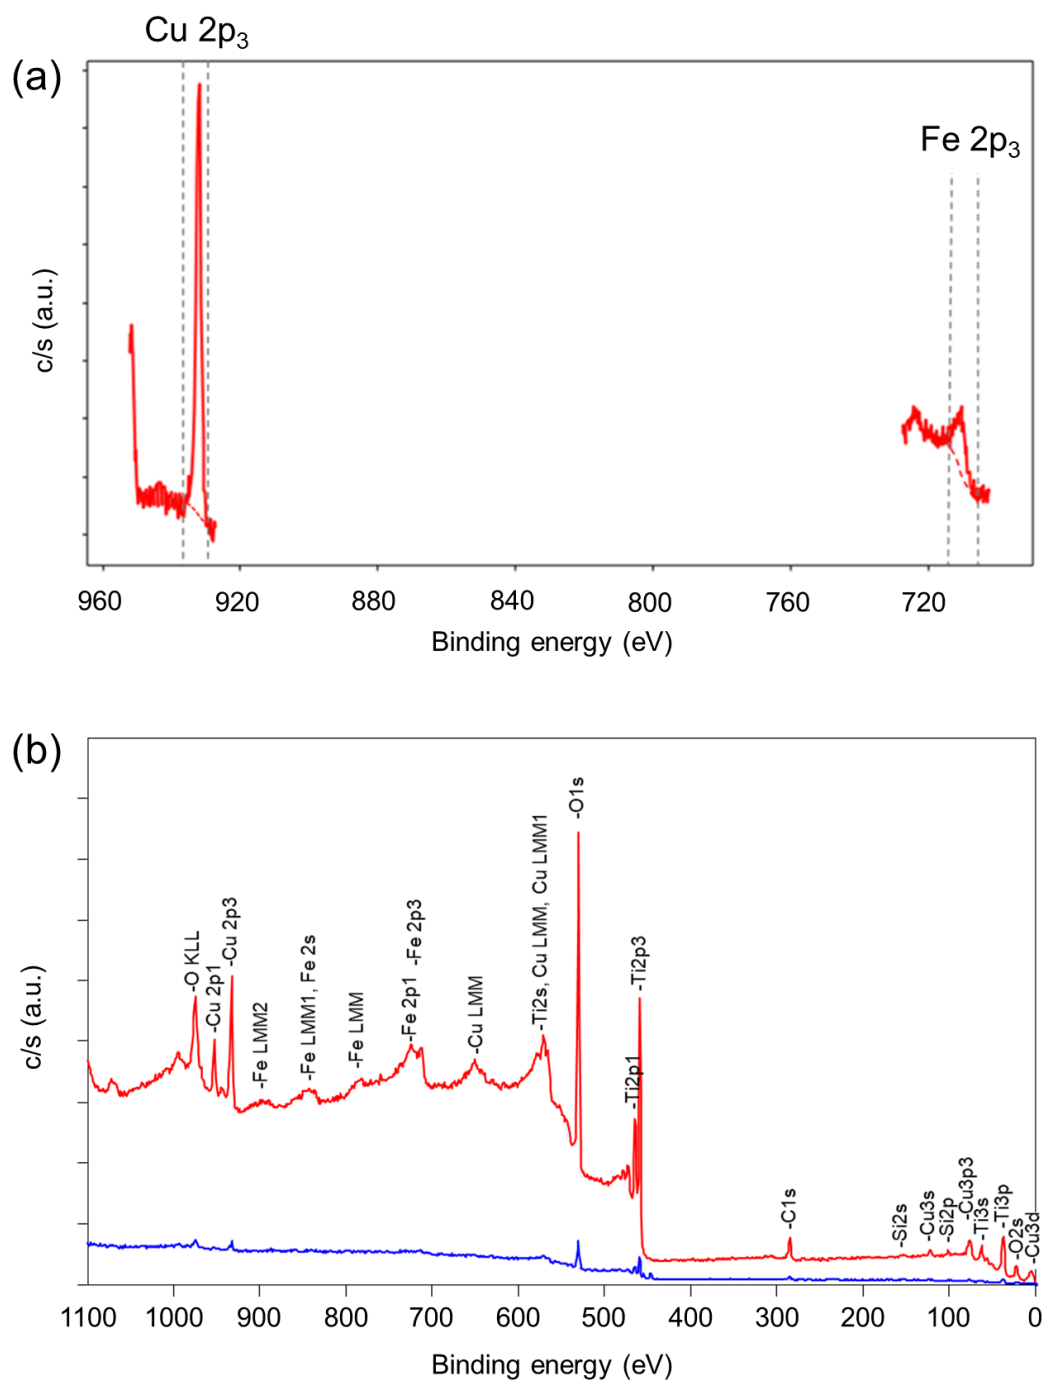 Cu 2p3
(a)
Fe 2p3
c/s (a.u.)
960 920 880 840 800 760 720
Binding energy (eV)
(b)
-O KLL
-Cu 2p1
-Cu 2p3
-Fe LMM2
-Fe LMM1, Fe 2s
-Fe LMM
-Fe 2p1
-Fe 2p3
-Cu LMM
-Ti2s, Cu LMM, Cu LMM1
-O1s
-Ti2p1
-Ti2p3
-C1s
-Si2s
-Cu3s
-Si2p
-Cu3p3
-Ti3s
-Ti3p
-O2s
-Cu3d
c/s (a.u.)
1100 1000 900 800 700 600 500 400 300 200 100 0
Binding energy (eV)